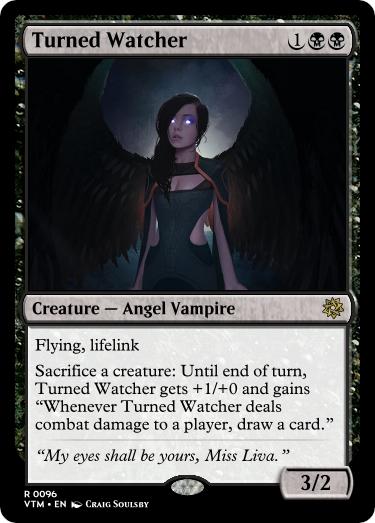 Turned Watcher 1
Creature — Angel Vampire
Flying, lifelink
Sacrifice a creature: Until end of turn,
Turned Watcher gets +1/+0 and gains
“Whenever Turned Watcher deals
combat damage to a player, draw a card.”
“My eyes shall be yours, Miss Liva.”
3/2
R 0096
VTM • EN Craig Soulsby